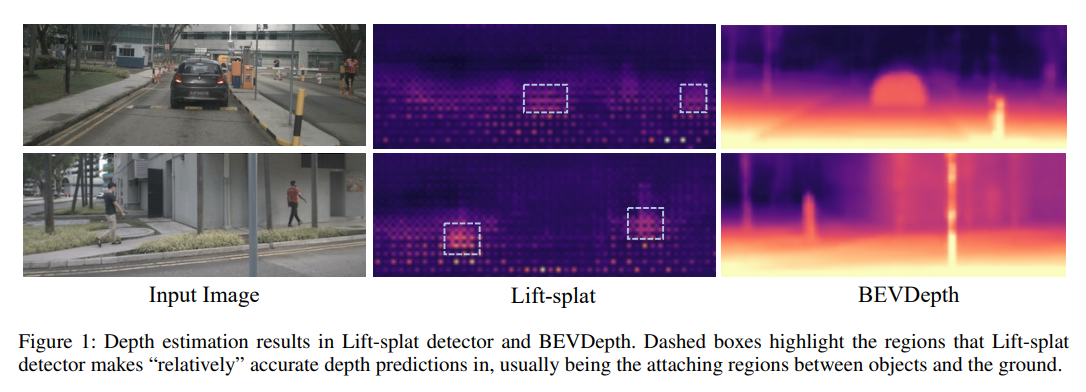 Input Image
Lift-splat
BEVDepth
Figure 1: Depth estimation results in Lift-splat detector and BEVDepth. Dashed boxes highlight the regions that Lift-splat
detector makes “relatively” accurate depth predictions in, usually being the attaching regions between objects and the ground.